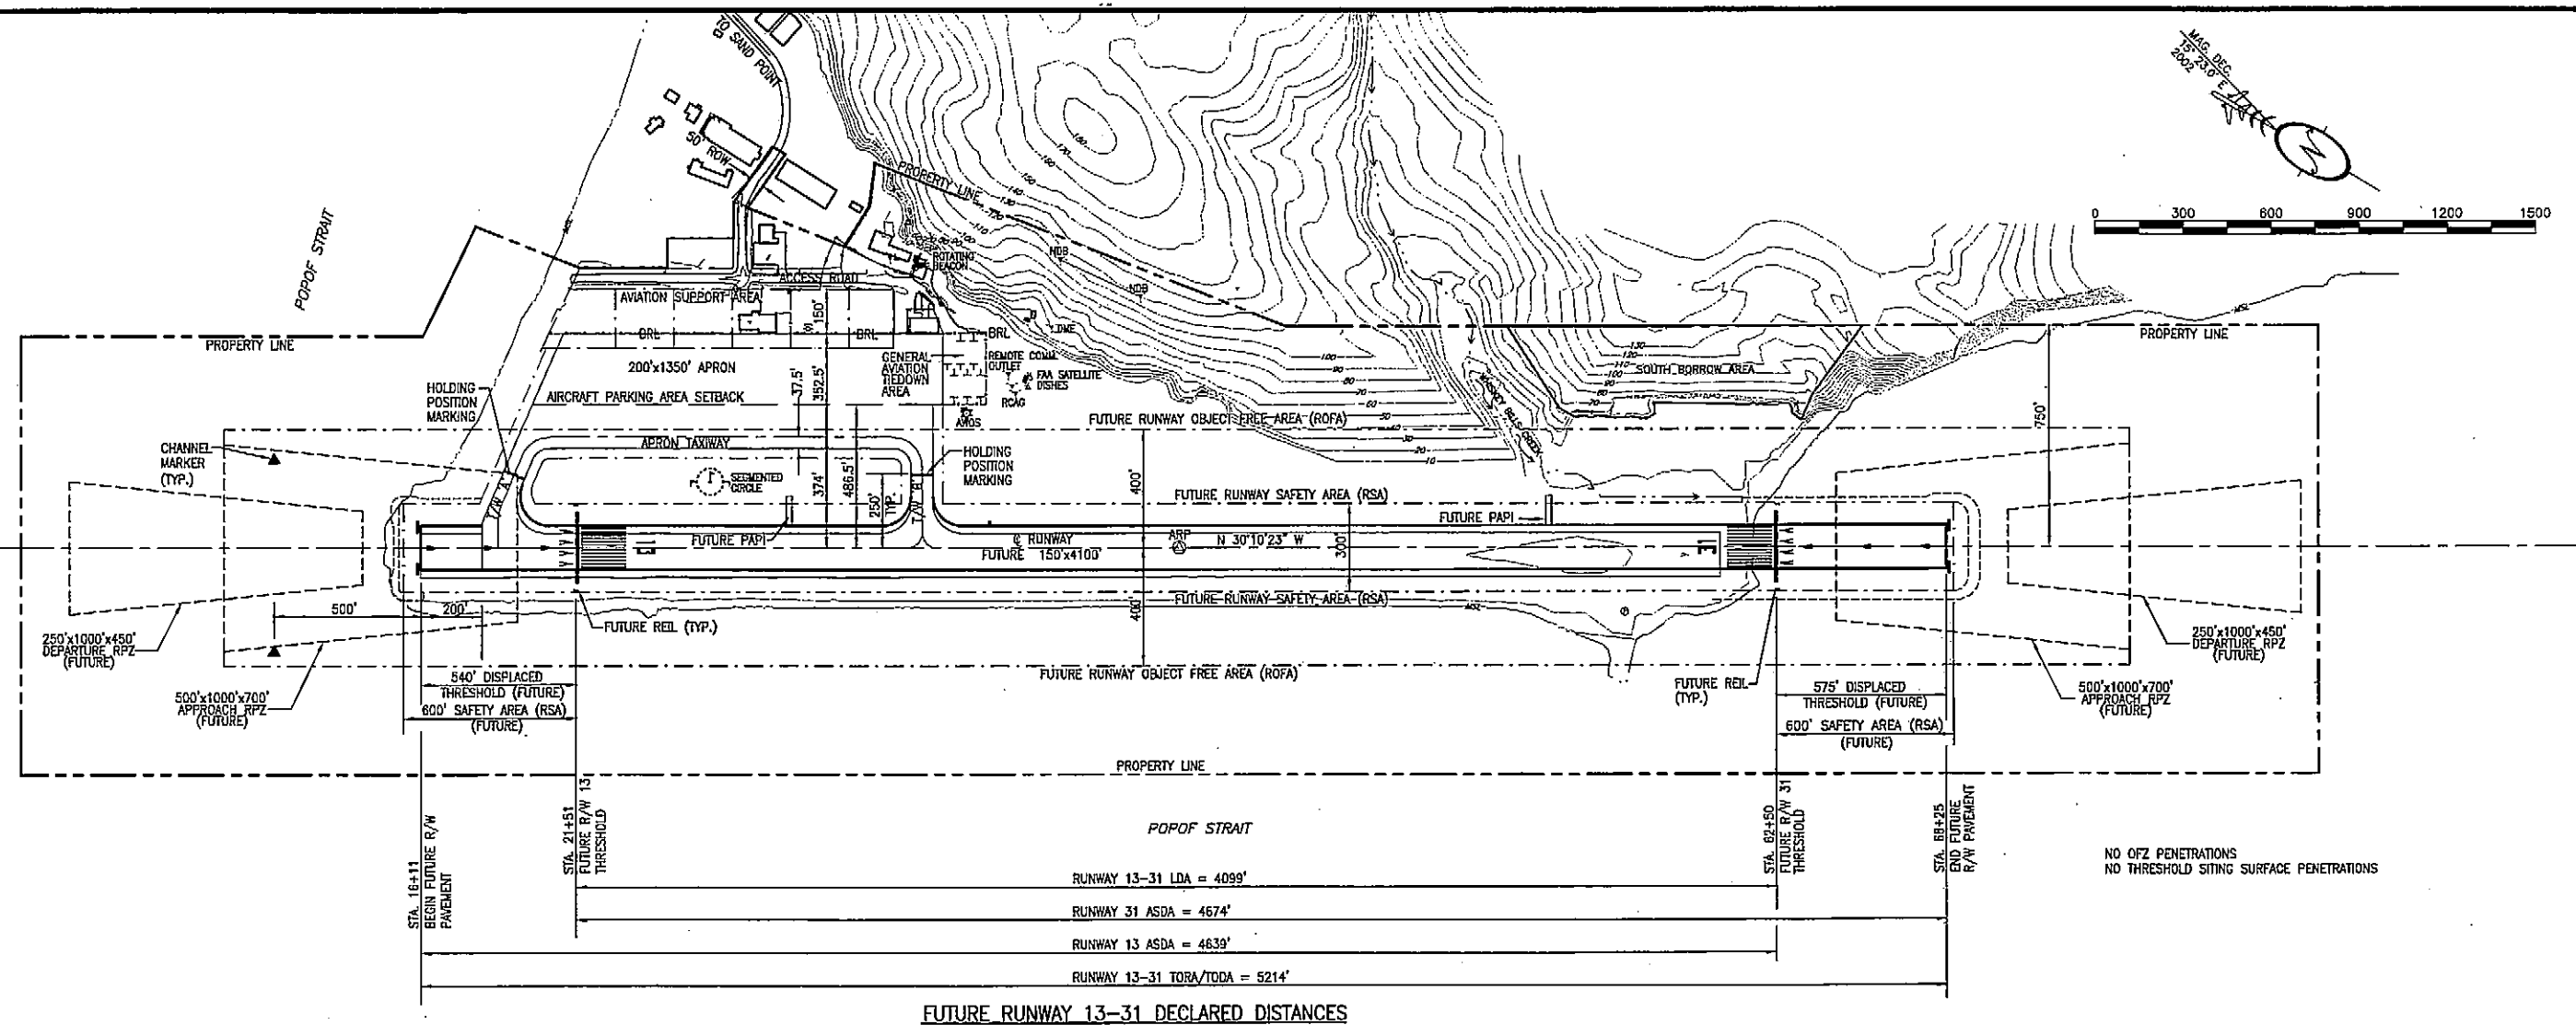 TO SAND POINT
MAG. DEC.
15° 23.0' E
2002
N
0 300 600 900 1200 1500
POPOF STRAIT
MSL
50' ROW
PROPERTY LINE
ROTATING
BEACON
NDB
NDB
ACCESS ROAD
AVIATION SUPPORT AREA
150'
BRL
BRL
BRL
DME
PROPERTY LINE
PROPERTY LINE
200'x1350' APRON
GENERAL
AVIATION
TIEDOWN
AREA
REMOTE COMM.
OUTLET
FAA SATELLITE
DISHES
RCAG
AWOS
SOUTH BORROW AREA
HOLDING
POSITION
MARKING
AIRCRAFT PARKING AREA SETBACK
37.5'
352.5'
FUTURE RUNWAY OBJECT FREE AREA (ROFA)
750'
CHANNEL
MARKER
(TYP.)
APRON TAXIWAY
SEGMENTED
CIRCLE
374'
486.5'
250'
TYP.
HOLDING
POSITION
MARKING
400'
T/W A
T/W B
FUTURE RUNWAY SAFETY AREA (RSA)
FUTURE PAPI
FUTURE PAPI
13
31
℄ RUNWAY
FUTURE 150'x4100'
ARP
N 30°10'23" W
300'
500'
200'
FUTURE RUNWAY SAFETY AREA (RSA)
400'
MSL
FUTURE REIL (TYP.)
250'x1000'x450'
DEPARTURE RPZ
(FUTURE)
250'x1000'x450'
DEPARTURE RPZ
(FUTURE)
540' DISPLACED
THRESHOLD (FUTURE)
500'x1000'x700'
APPROACH RPZ
(FUTURE)
600' SAFETY AREA (RSA)
(FUTURE)
FUTURE RUNWAY OBJECT FREE AREA (ROFA)
FUTURE REIL
(TYP.)
575' DISPLACED
THRESHOLD (FUTURE)
500'x1000'x700'
APPROACH RPZ
(FUTURE)
600' SAFETY AREA (RSA)
(FUTURE)
PROPERTY LINE
STA. 16+11
BEGIN FUTURE R/W
PAVEMENT
STA. 21+51
FUTURE R/W 13
THRESHOLD
STA. 62+50
FUTURE R/W 31
THRESHOLD
STA. 68+25
END FUTURE
R/W PAVEMENT
POPOF STRAIT
NO OFZ PENETRATIONS
NO THRESHOLD SITING SURFACE PENETRATIONS
RUNWAY 13-31 LDA = 4099'
RUNWAY 31 ASDA = 4674'
RUNWAY 13 ASDA = 4639'
RUNWAY 13-31 TORA/TODA = 5214'
FUTURE RUNWAY 13-31 DECLARED DISTANCES